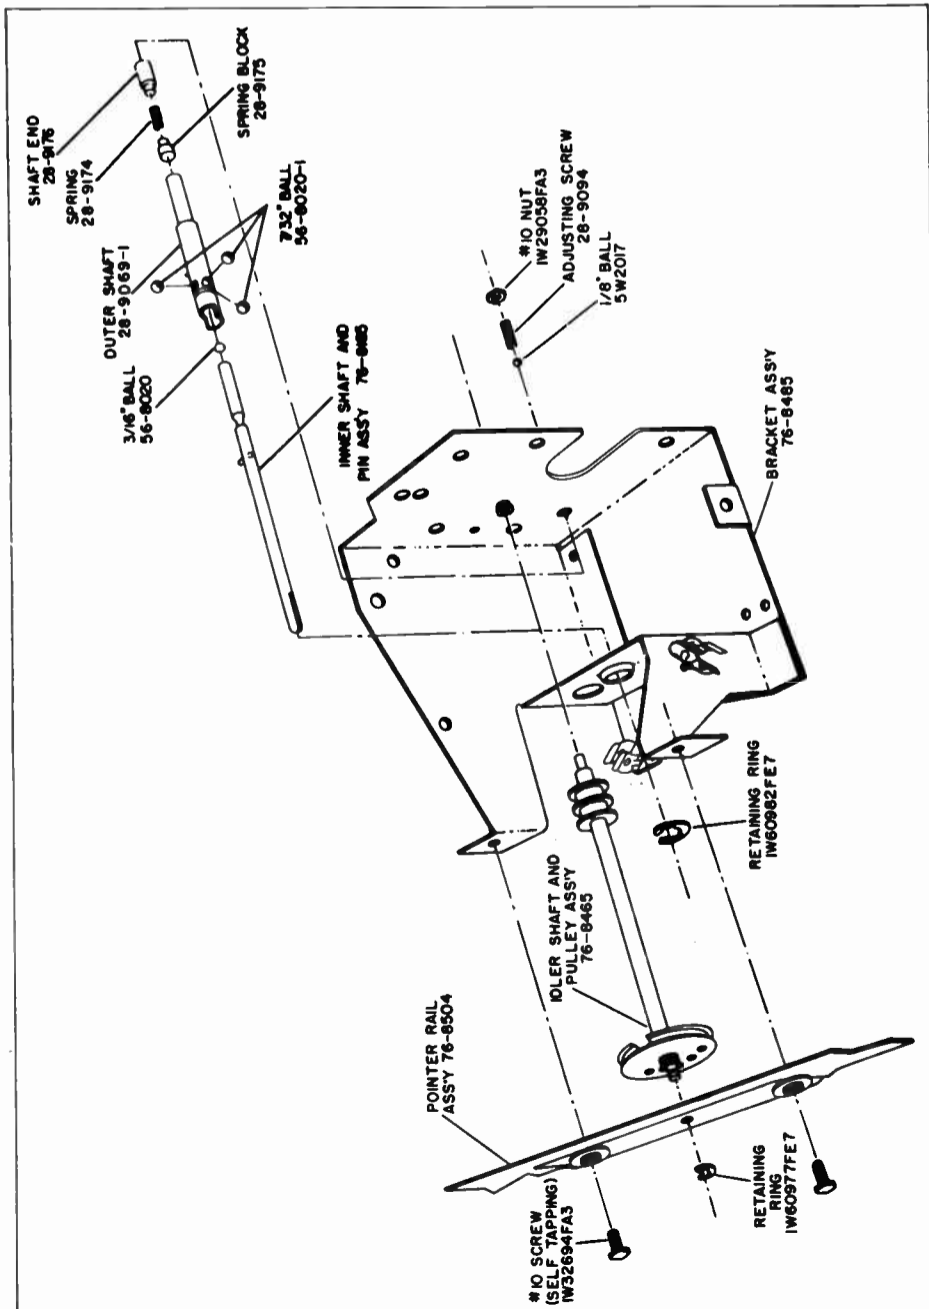 SHAFT END
28-9176
SPRING
28-9174
SPRING BLOCK
28-9175
OUTER SHAFT
28-9069-1
7/32" BALL
56-8020-1
3/16" BALL
56-8020
INNER SHAFT AND
PIN ASS'Y
#10 NUT
1W29058FA3
ADJUSTING SCREW
28-9094
1/8" BALL
5W2017
BRACKET ASS'Y
76-8485
RETAINING RING
1W60982FE7
IDLER SHAFT AND
PULLEY ASS'Y
76-8465
POINTER RAIL
ASS'Y 76-8504
RETAINING
RING
1W60977FE7
#10 SCREW
(SELF TAPPING)
1W32694FA3